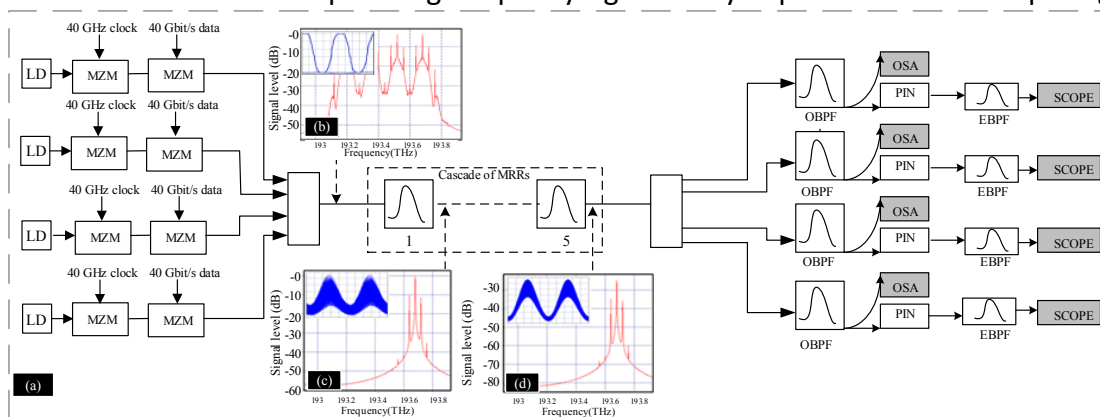 40 GHz clock 40 Gbit/s data
LD MZM MZM
40 GHz clock 40 Gbit/s data
LD MZM MZM
40 GHz clock 40 Gbit/s data
LD MZM MZM
40 GHz clock 40 Gbit/s data
LD MZM MZM
(a)
Signal level (dB)
-0
-10
-20
-30
-40
-50
(b)
193 193.2 193.4 193.6 193.8
Frequency(THz)
Cascade of MRRs
1 5
Signal level (dB)
-0
-10
-20
-30
-40
-50
-60
(c)
193 193.2 193.4 193.6 193.8
Frequency(THz)
Signal level (dB)
-30
-40
-50
-60
-70
-80
(d)
193 193.2 193.4 193.6 193.8
Frequency(THz)
OSA
PIN
OBPF EBPF SCOPE
OSA
PIN
OBPF EBPF SCOPE
OSA
PIN
OBPF EBPF SCOPE
OSA
PIN
OBPF EBPF SCOPE